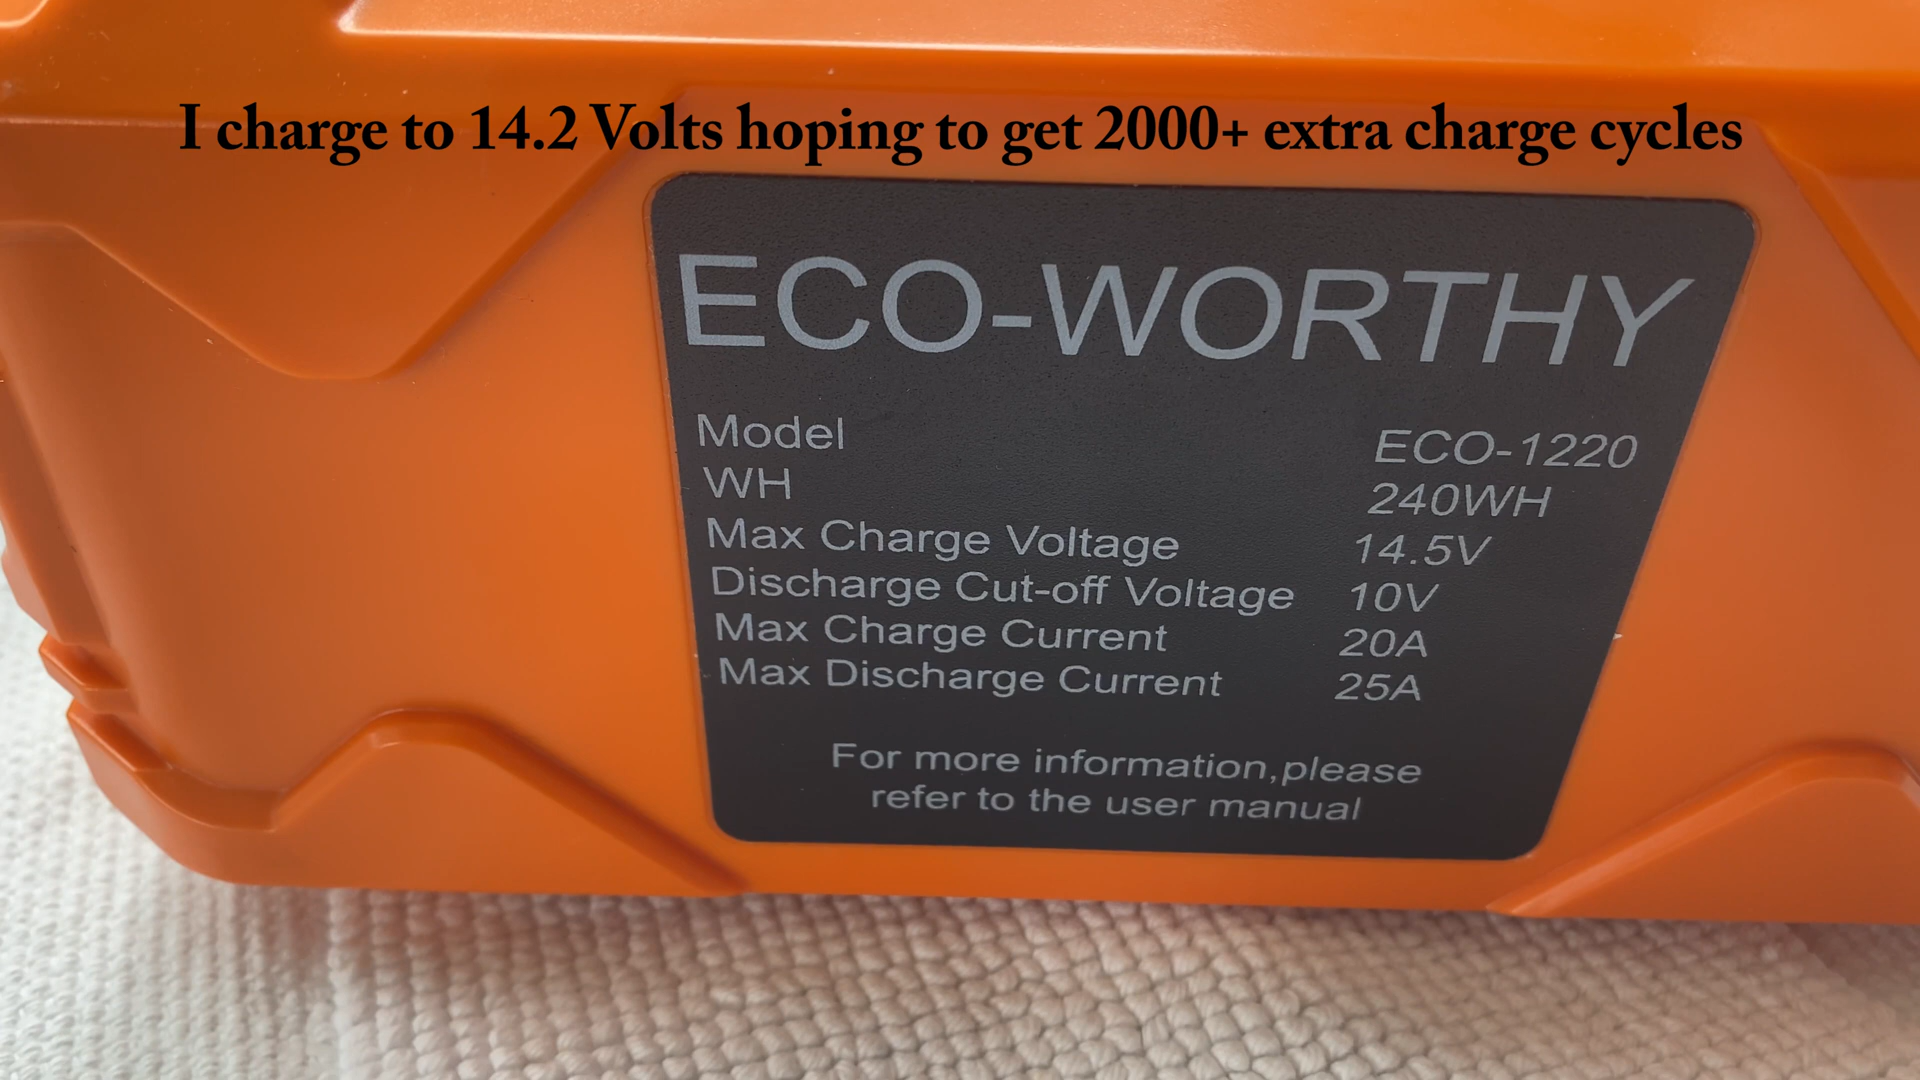 I charge to 14.2 Volts hoping to get 2000+ extra charge cycles
ECO-WORTHY
Model ECO-1220
WH 240WH
Max Charge Voltage 14.5V
Discharge Cut-off Voltage 10V
Max Charge Current 20A
Max Discharge Current 25A
For more information,please
refer to the user manual